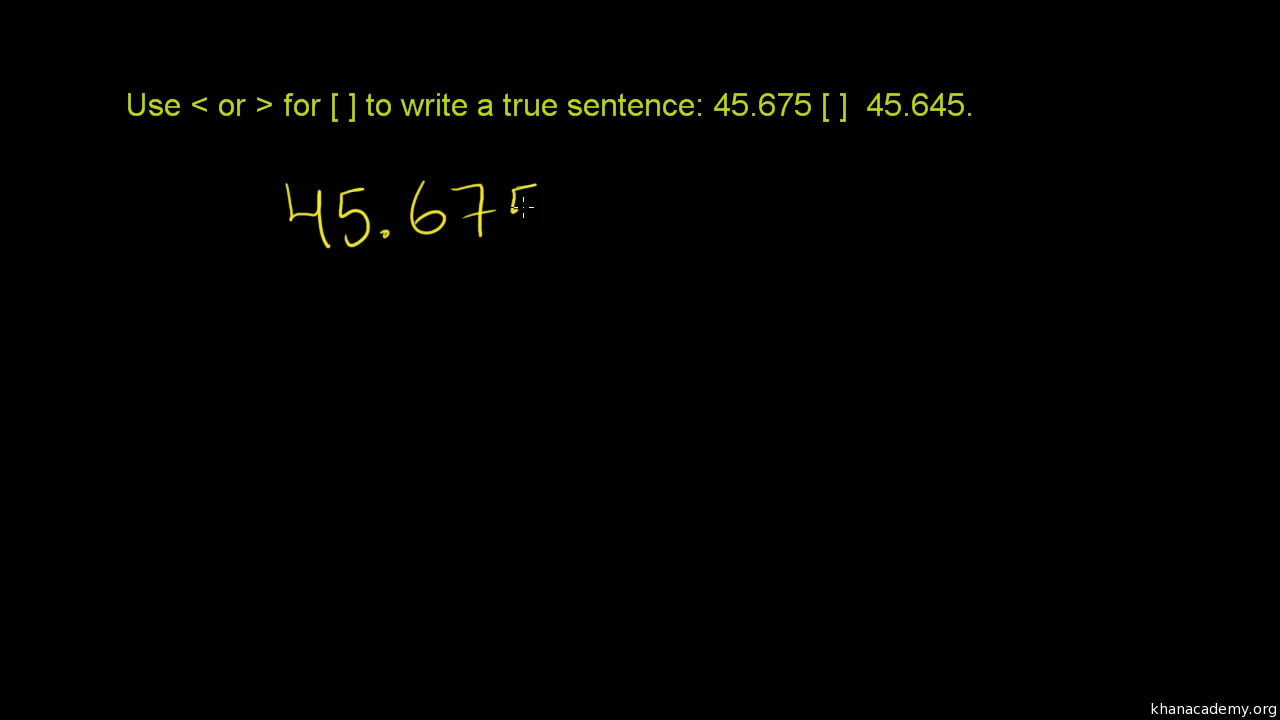 Use < or > for [ ] to write a true sentence: 45.675 [ ]  45.645.
45.675
khanacademy.org